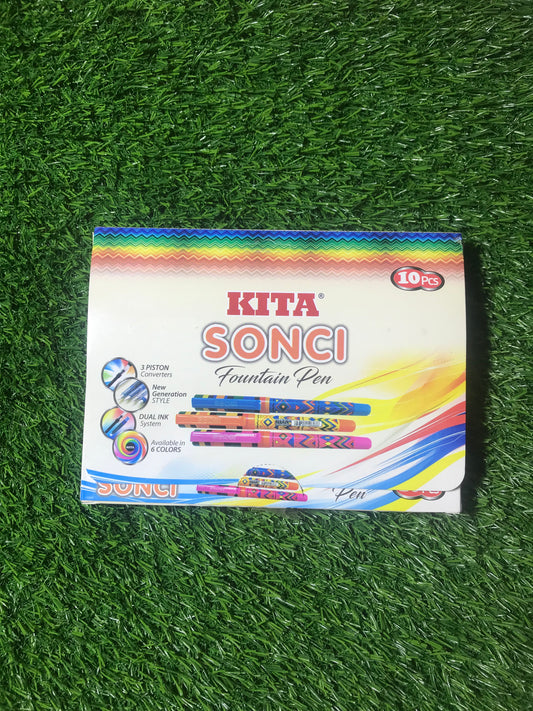 10 Pcs
KITA®
SONCI
Fountain Pen
3 PISTON
Converters
New
Generation
STYLE
DUAL INK
System
Available in
6 COLORS
SONCI
Pen